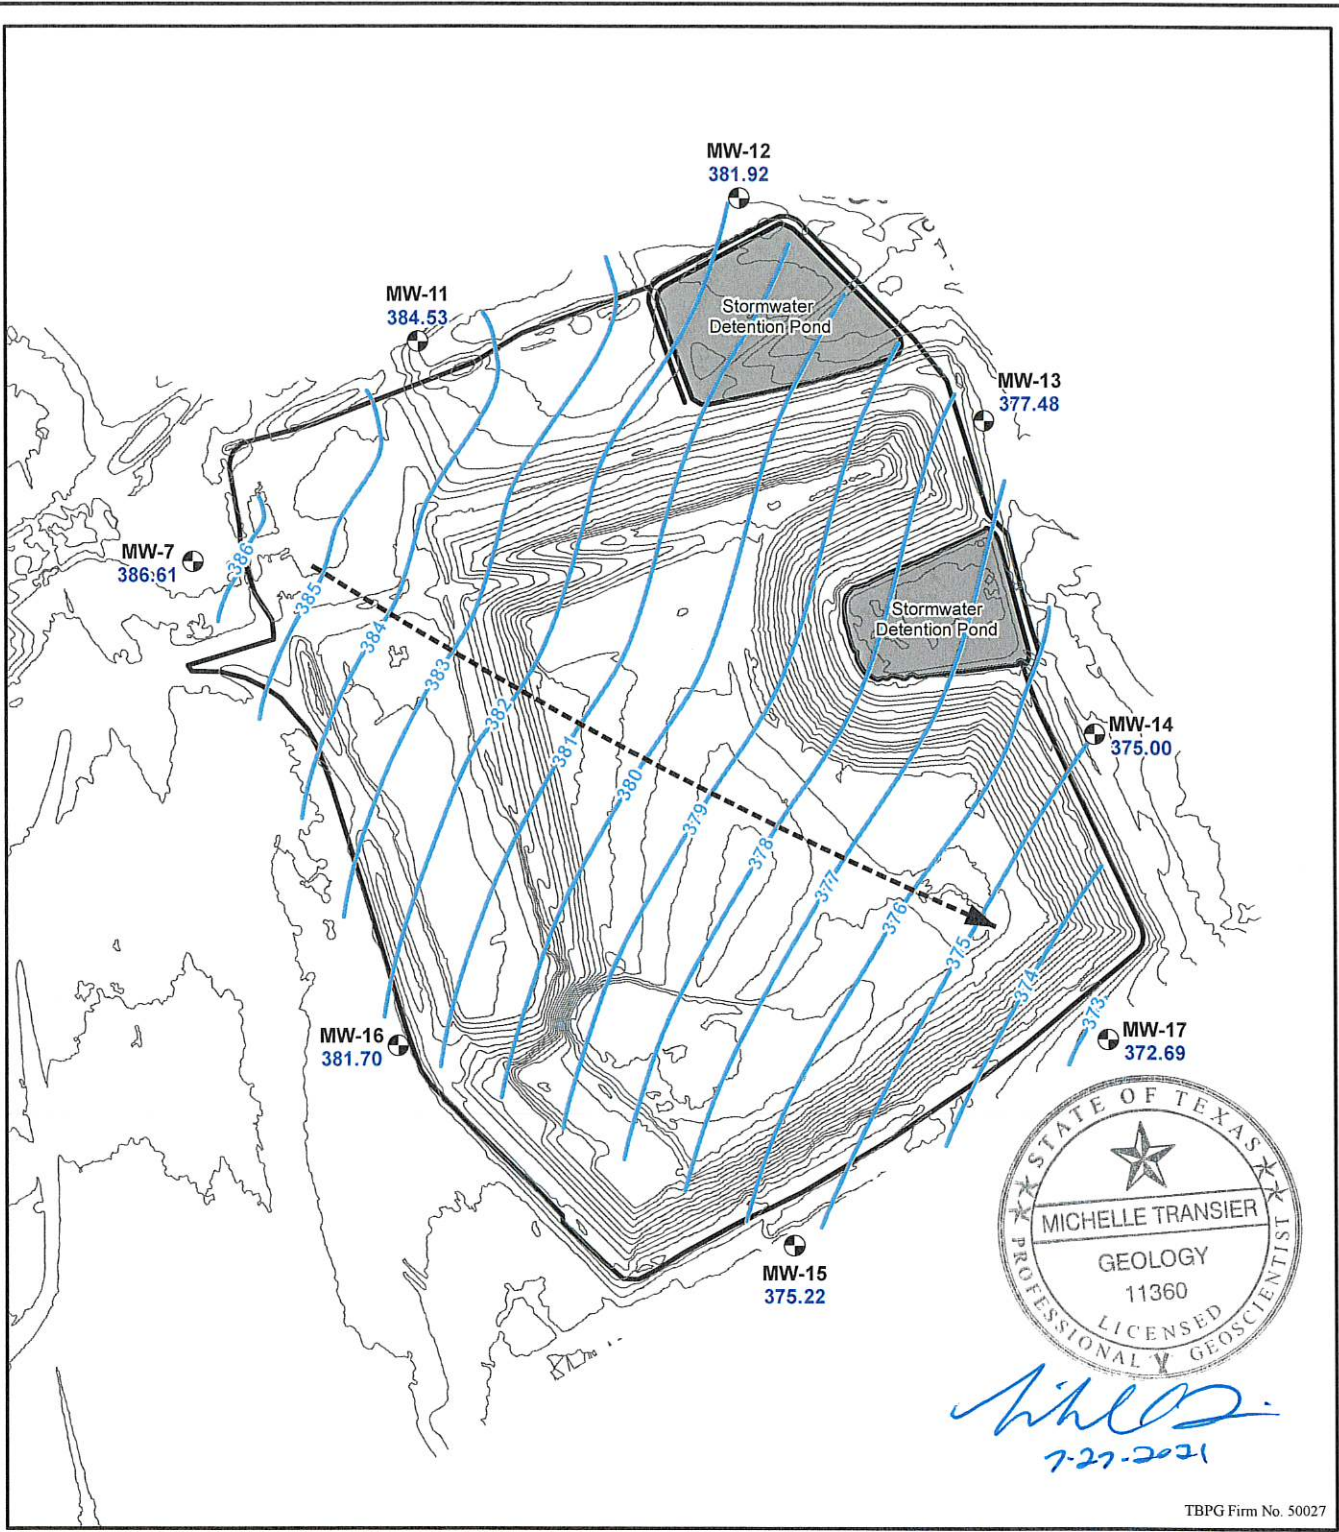 MW-12
381.92
MW-11
384.53
Stormwater
Detention Pond
MW-13
377.48
MW-7
386.61
386
385
384
383
382
381
380
379
378
377
376
375
374
373
Stormwater
Detention Pond
MW-14
375.00
MW-16
381.70
MW-17
372.69
MW-15
375.22
STATE OF TEXAS
MICHELLE TRANSIER
GEOLOGY
11360
LICENSED
PROFESSIONAL GEOSCIENTIST
7-27-2021
TBPG Firm No. 50027